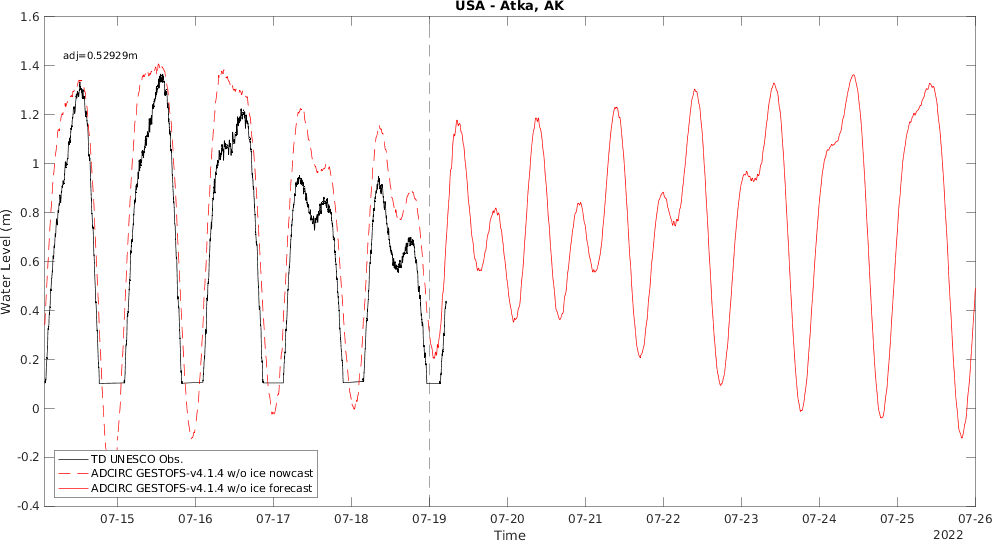 USA - Atka, AK
adj=0.52929m
Water Level (m)
1.6
1.4
1.2
1
0.8
0.6
0.4
0.2
0
-0.2
-0.4
TD UNESCO Obs.
ADCIRC GESTOFS-v4.1.4 w/o ice nowcast
ADCIRC GESTOFS-v4.1.4 w/o ice forecast
07-15 07-16 07-17 07-18 07-19 07-20 07-21 07-22 07-23 07-24 07-25 07-26
Time
2022